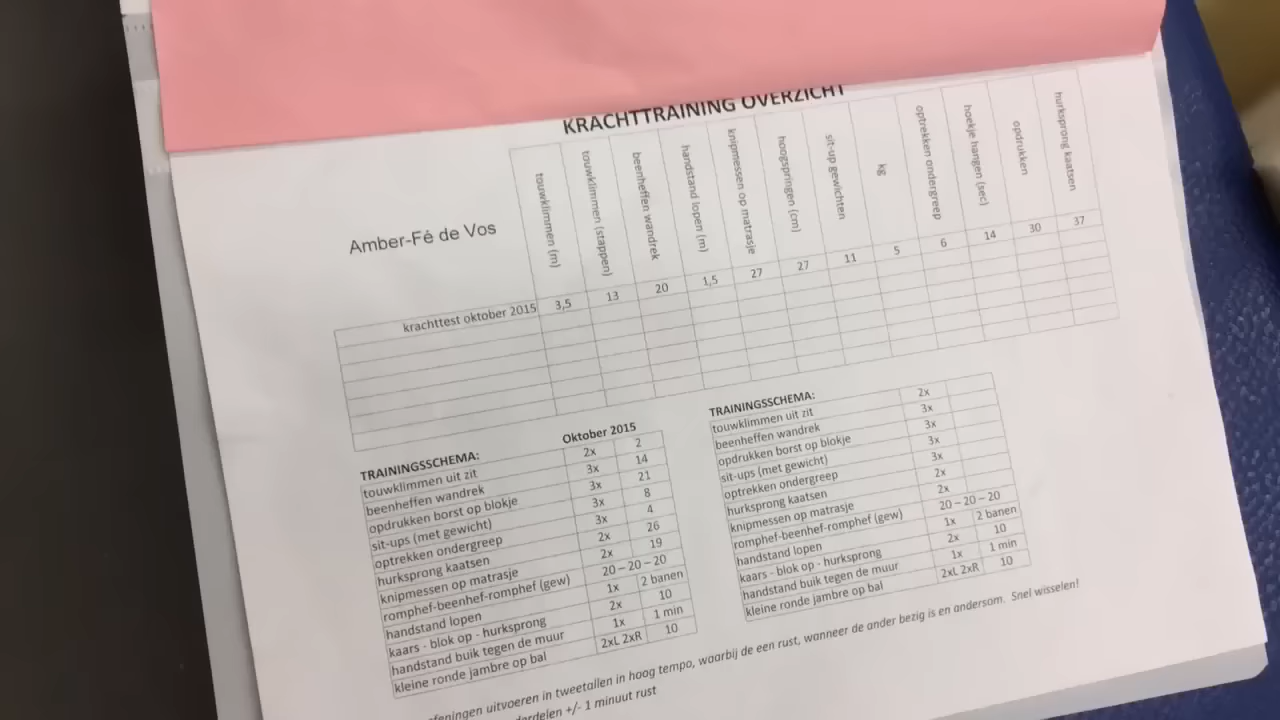 KRACHTTRAINING OVERZICHT
Amber-Fé de Vos
touwklimmen (m)
touwklimmen (stappen)
beenheffen wandrek
handstand lopen (m)
knipmessen op matrasje
hoogspringen (cm)
sit-up gewichten
kg
optrekken ondergreep
hoekje hangen (sec)
opdrukken
hurksprong kaatsen
krachttest oktober 2015 3,5 13 20 1,5 27 27 11 5 6 14 30 37
TRAININGSSCHEMA: Oktober 2015
touwklimmen uit zit 2x 2
beenheffen wandrek 3x 14
opdrukken borst op blokje 3x 21
sit-ups (met gewicht) 3x 8
optrekken ondergreep 3x 4
hurksprong kaatsen 2x 26
knipmessen op matrasje 2x 19
romphef-beenhef-romphef (gew) 20 – 20 – 20
handstand lopen 1x 2 banen
kaars - blok op - hurksprong 2x 10
handstand buik tegen de muur 1x 1 min
kleine ronde jambre op bal 2xL 2xR 10
TRAININGSSCHEMA:
touwklimmen uit zit 2x
beenheffen wandrek 3x
opdrukken borst op blokje 3x
sit-ups (met gewicht) 3x
optrekken ondergreep 3x
hurksprong kaatsen 2x
knipmessen op matrasje 2x
romphef-beenhef-romphef (gew) 20 – 20 – 20
handstand lopen 1x 2 banen
kaars - blok op - hurksprong 2x 10
handstand buik tegen de muur 1x 1 min
kleine ronde jambre op bal 2xL 2xR 10
uitvoeren in tweetallen in hoog tempo, waarbij de een rust, wanneer de ander bezig is en andersom. Snel wisselen!
+/- 1 minuut rust